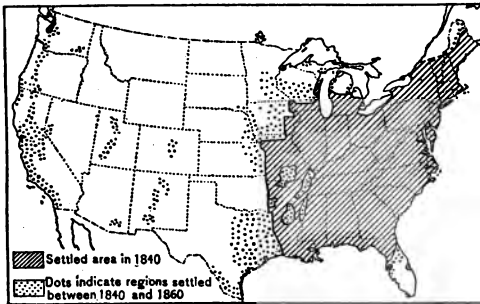 Settled area in 1840
Dots indicate regions settled
between 1840 and 1860